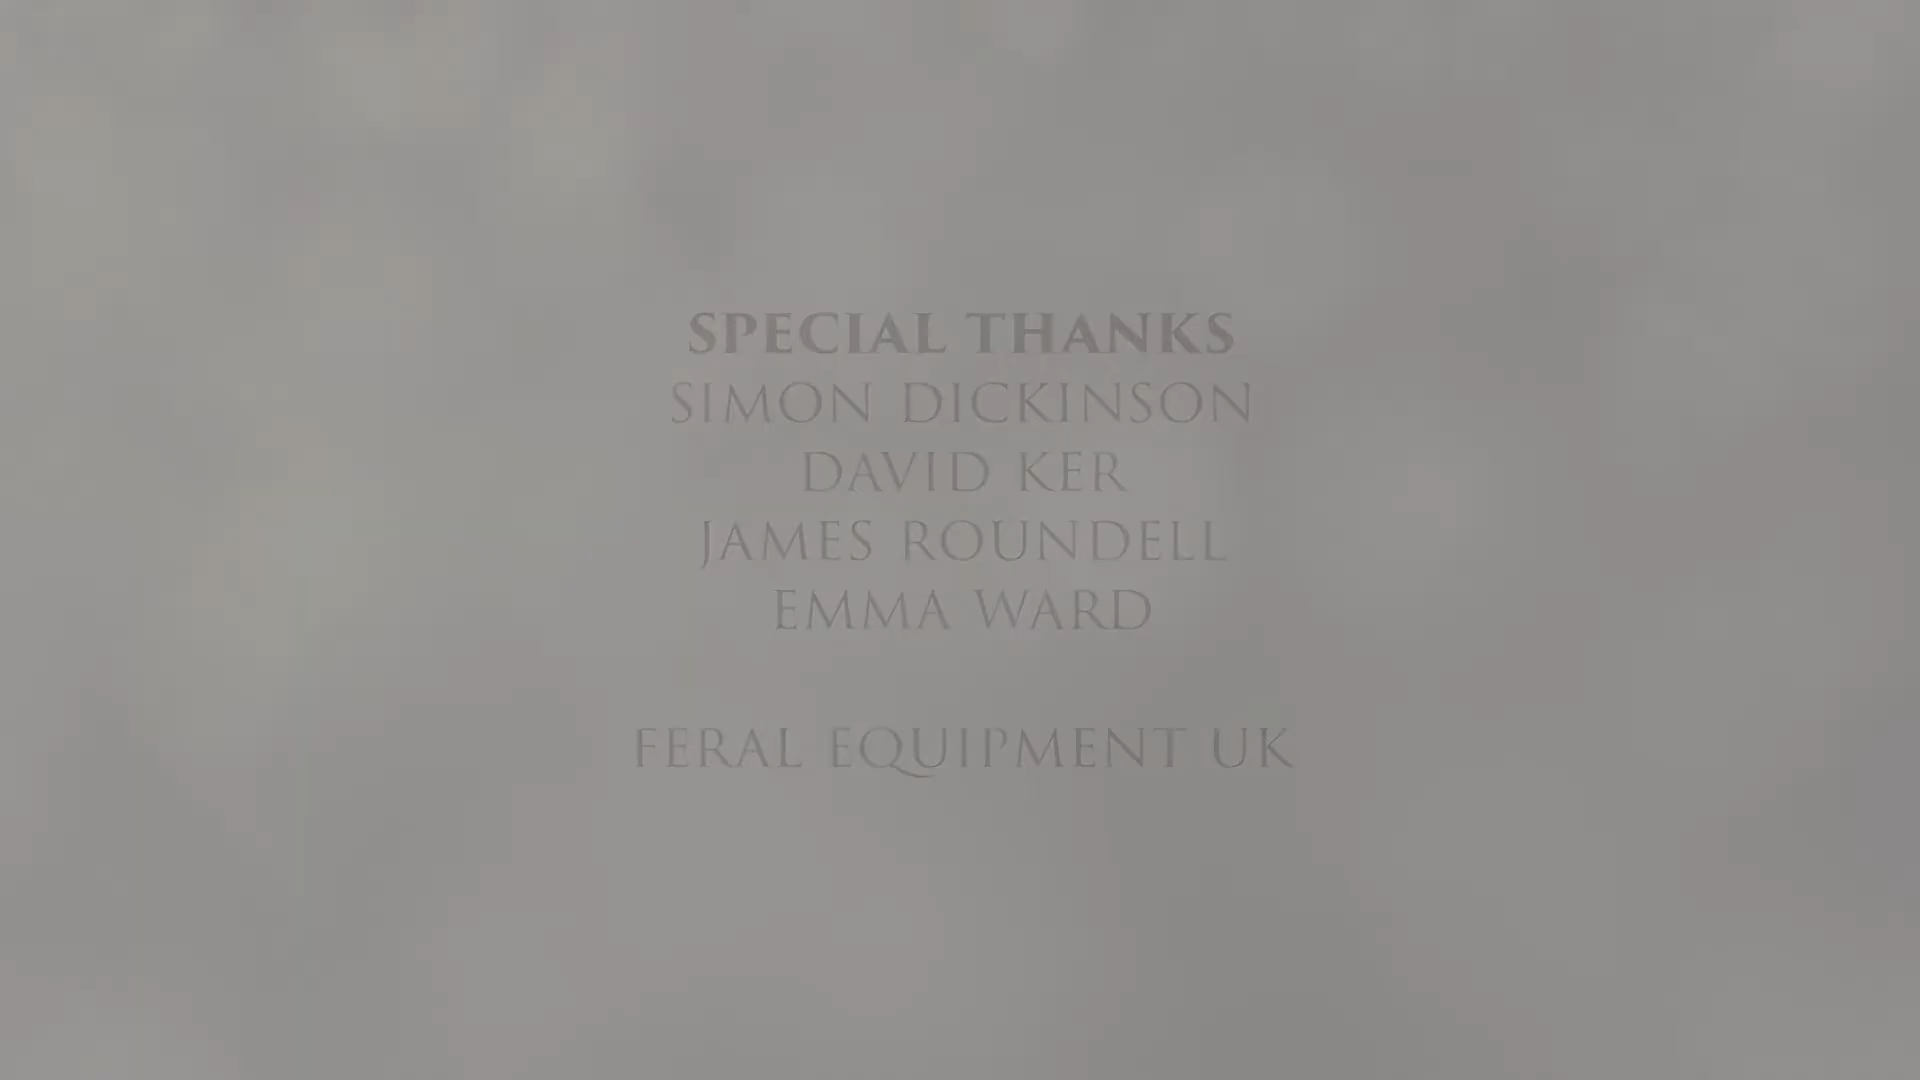 SPECIAL THANKS
SIMON DICKINSON
DAVID KER
JAMES ROUNDELL
EMMA WARD
FERAL EQUIPMENT UK